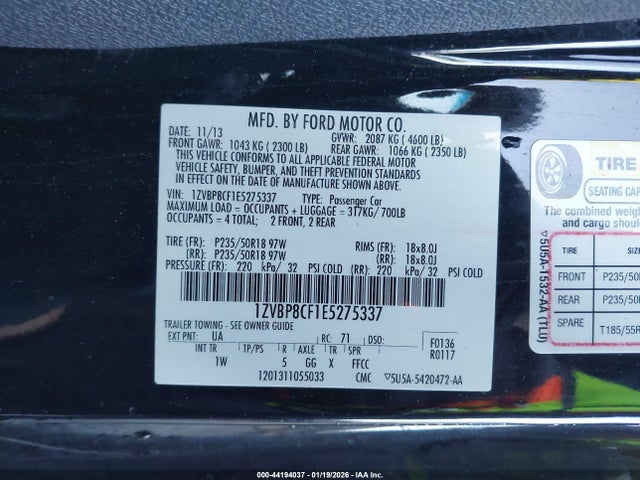 MFD. BY FORD MOTOR CO.
DATE: 11/13 GVWR: 2087 KG ( 4600 LB)
FRONT GAWR: 1043 KG ( 2300 LB) REAR GAWR: 1066 KG ( 2350 LB)
THIS VEHICLE CONFORMS TO ALL APPLICABLE FEDERAL MOTOR
VEHICLE SAFETY, BUMPER, AND THEFT PREVENTION STANDARDS
IN EFFECT ON THE DATE OF MANUFACTURE SHOWN ABOVE.
VIN: 1ZVBP8CF1E5275337 TYPE: Passenger Car
MAXIMUM LOAD = OCCUPANTS + LUGGAGE = 317KG/ 700LB
OCCUPANTS = 4 TOTAL; 2 FRONT, 2 REAR
TIRE (FR): P235/50R18 97W RIMS (FR): 18x8.0J
(RR): P235/50R18 97W (RR): 18x8.0J
PRESSURE (FR): 220 kPa/ 32 PSI COLD (RR) 220 kPa/ 32 PSI COLD
1ZVBP8CF1E5275337
TRAILER TOWING - SEE OWNER GUIDE
EXT PNT: UA RC: 71 DSO: F0136
R0117
INT TR TP/PS R AXLE TR SPR
1W 5 GG X FFCC
1201311055033 CMC 5USA-5420472-AA
TIRE
SEATING CAP
The combined weight
and cargo should
5U5A-1532-AA (TLU)
TIRE SIZE
FRONT P235/50R
REAR P235/50R
SPARE T185/55R
000-44194037 - 01/19/2026 - IAA Inc.